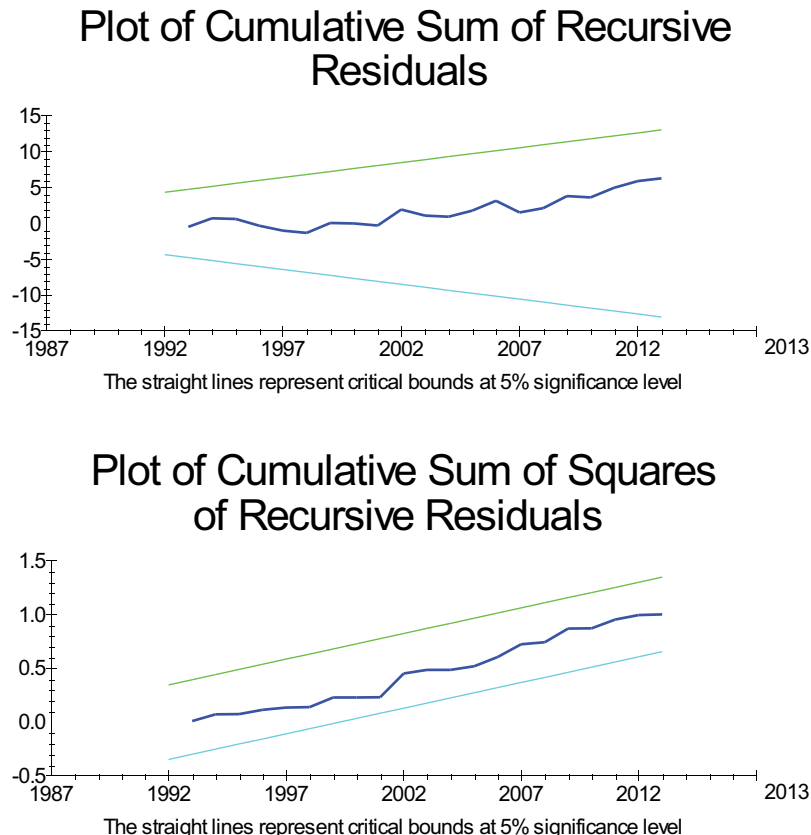 Plot of Cumulative Sum of Recursive
Residuals
15
10
5
0
-5
-10
-15
1987 1992 1997 2002 2007 2012 2013
The straight lines represent critical bounds at 5% significance level
Plot of Cumulative Sum of Squares
of Recursive Residuals
1.5
1.0
0.5
0.0
-0.5
1987 1992 1997 2002 2007 2012 2013
The straight lines represent critical bounds at 5% significance level